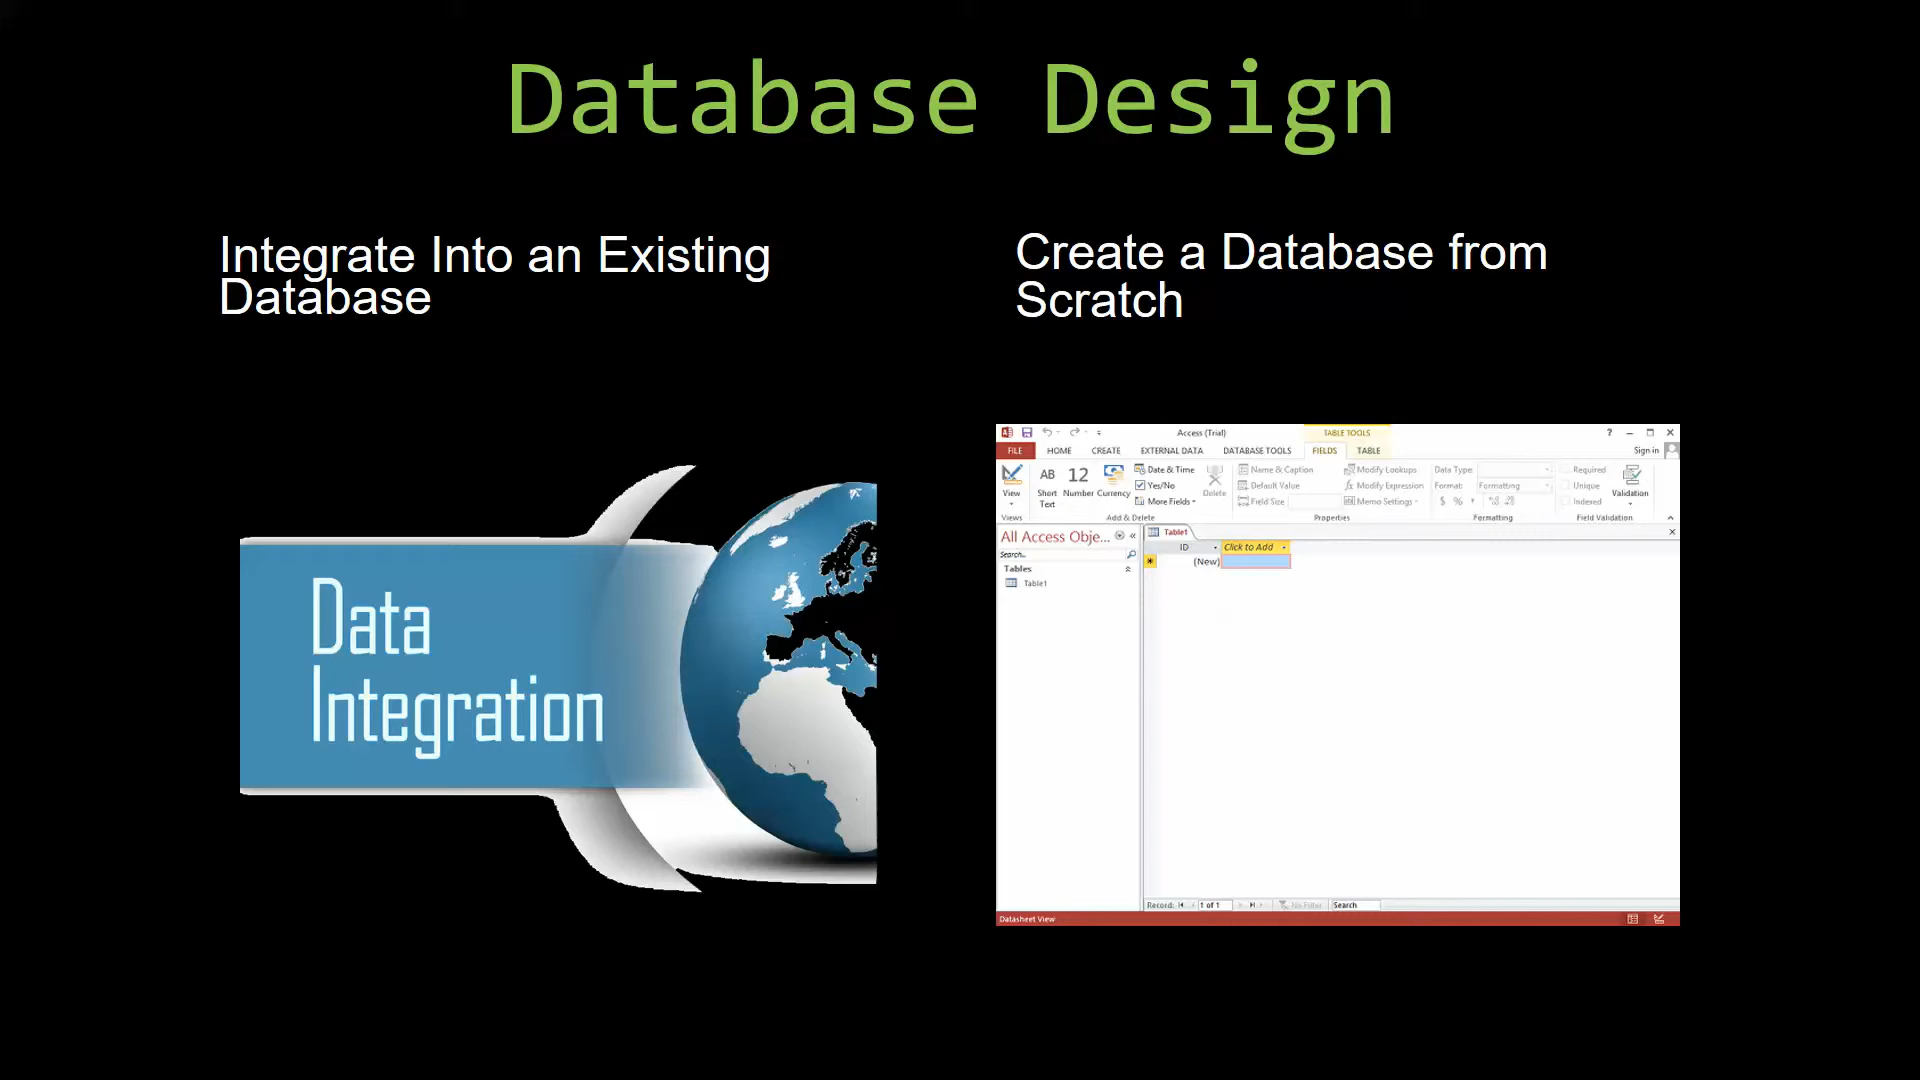 Database Design
Integrate Into an Existing
Database
Create a Database from
Scratch
Data
Integration
Access (Trial)
TABLE TOOLS
?
FILE HOME CREATE EXTERNAL DATA DATABASE TOOLS FIELDS TABLE
Sign in
View
Views
AB
Short
Text
12
Number
Currency
Date & Time
Yes/No
More Fields
Delete
Add & Delete
Name & Caption
Default Value
Field Size
Modify Lookups
Modify Expression
Memo Settings
Properties
Data Type:
Format: Formatting
$ %
Formatting
Required
Unique
Indexed
Validation
Field Validation
All Access Obje...
Search...
Tables
Table1
Table1
ID Click to Add
(New)
Record: 1 of 1 No Filter Search
Datasheet View